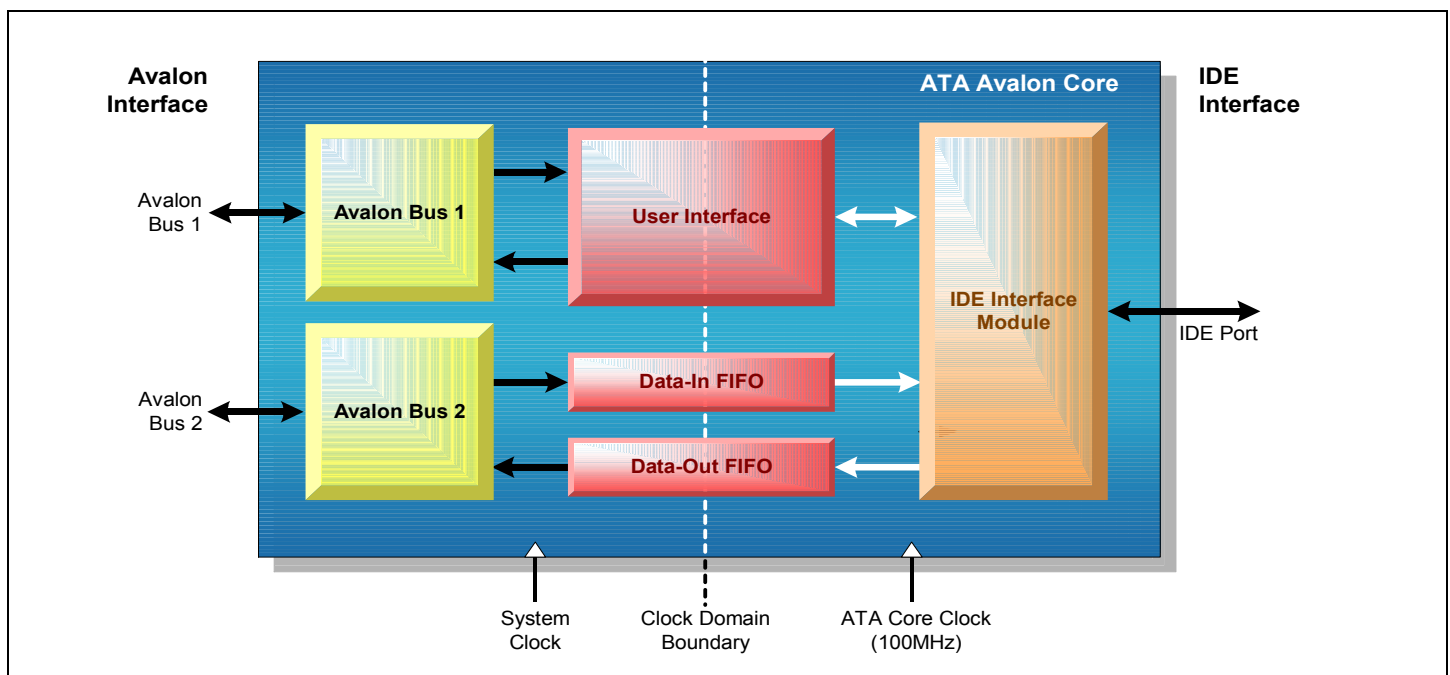 Avalon
Interface
ATA Avalon Core
IDE
Interface
Avalon
Bus 1
Avalon Bus 1
User Interface
IDE Interface
Module
IDE Port
Avalon
Bus 2
Avalon Bus 2
Data-In FIFO
Data-Out FIFO
System
Clock
Clock Domain
Boundary
ATA Core Clock
(100MHz)